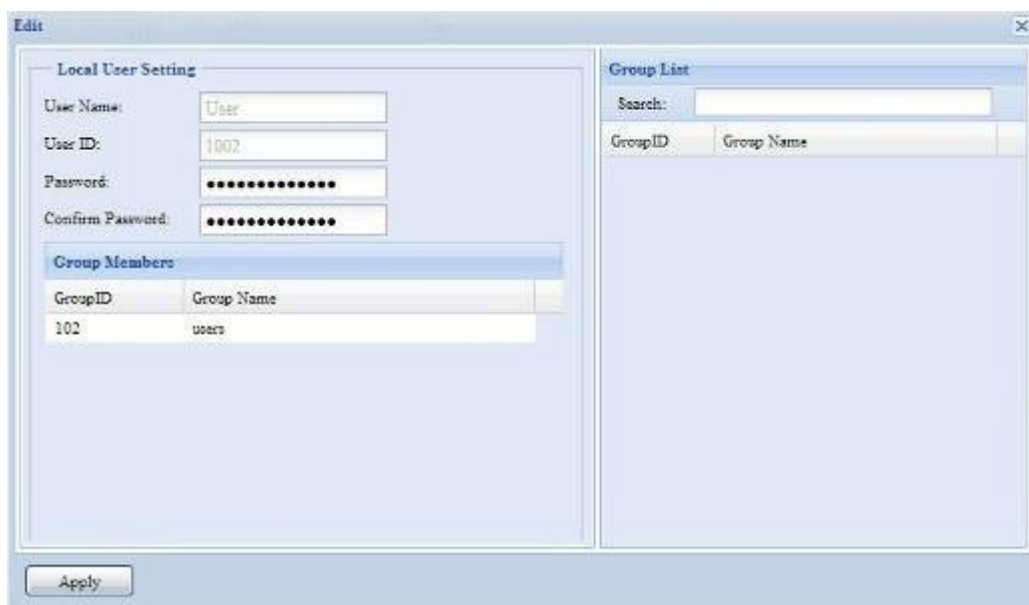 Edit
Local User Setting
User Name: User
User ID: 1002
Password: •••••••••••••
Confirm Password: •••••••••••••
Group Members
GroupID Group Name
102 users
Group List
Search:
GroupID Group Name
Apply